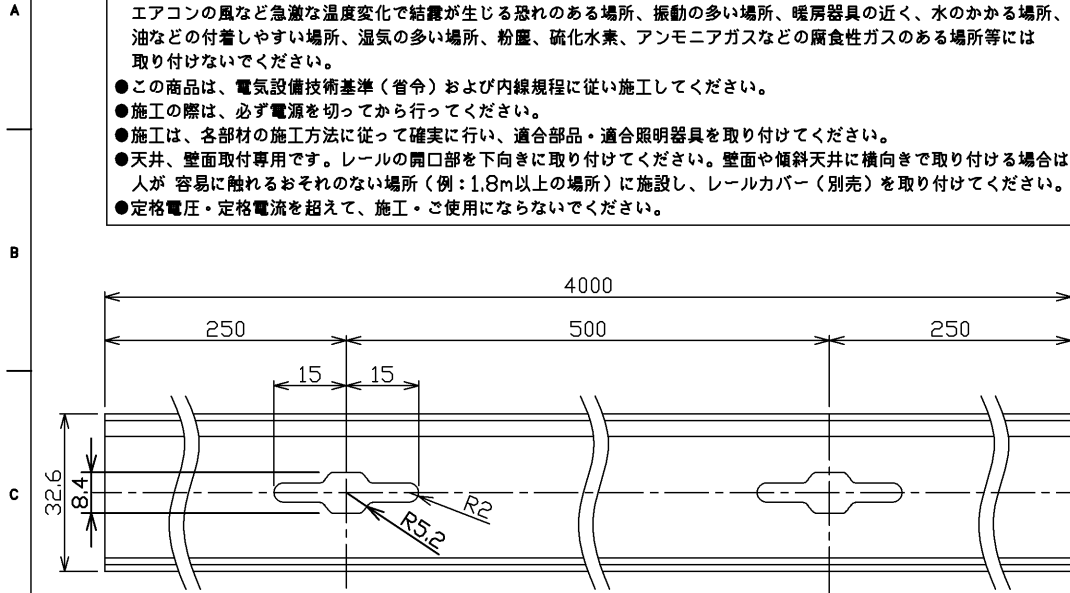 A
エアコンの風など急激な温度変化で結露が生じる恐れのある場所、振動の多い場所、暖房器具の近く、水のかかる場所、
油などの付着しやすい場所、湿気の多い場所、粉塵、硫化水素、アンモニアガスなどの腐食性ガスのある場所等には
取り付けないでください。
●この商品は、電気設備技術基準(省令)および内線規程に従い施工してください。
●施工の際は、必ず電源を切ってから行ってください。
●施工は、各部材の施工方法に従って確実に行い、適合部品・適合照明器具を取り付けてください。
●天井、壁面取付専用です。レールの開口部を下向きに取り付けてください。壁面や傾斜天井に横向きで取り付ける場合は
人が 容易に触れるおそれのない場所(例:1.8m以上の場所)に施設し、レールカバー(別売)を取り付けてください。
●定格電圧・定格電流を超えて、施工・ご使用にならないでください。
B
4000
250 500 250
15 15
32.6
8.4
C
R2
R5.2